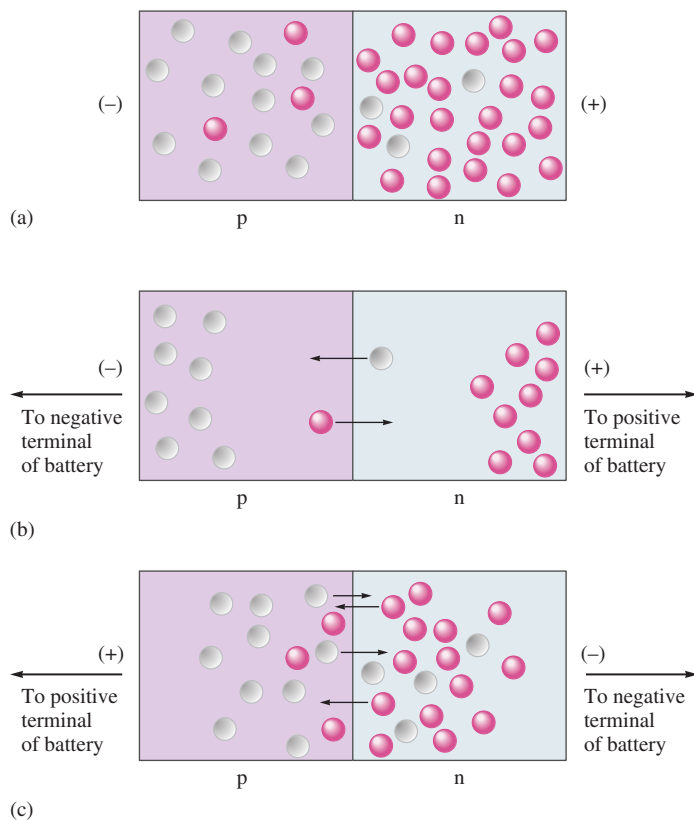 (–)
(+)
p
n
(a)
(–)
(+)
To negative
terminal
of battery
To positive
terminal
of battery
p
n
(b)
(+)
(–)
To positive
terminal
of battery
To negative
terminal
of battery
p
n
(c)